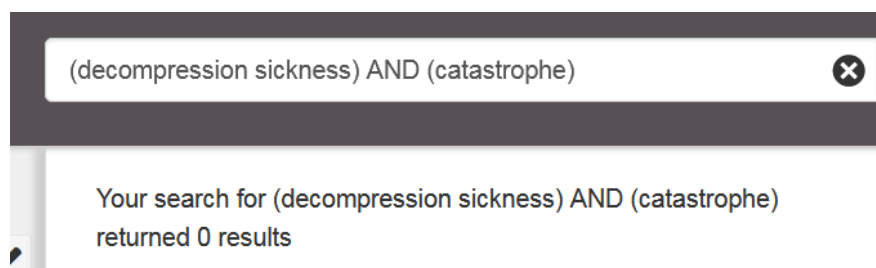 (decompression sickness) AND (catastrophe)
Your search for (decompression sickness) AND (catastrophe)
returned 0 results